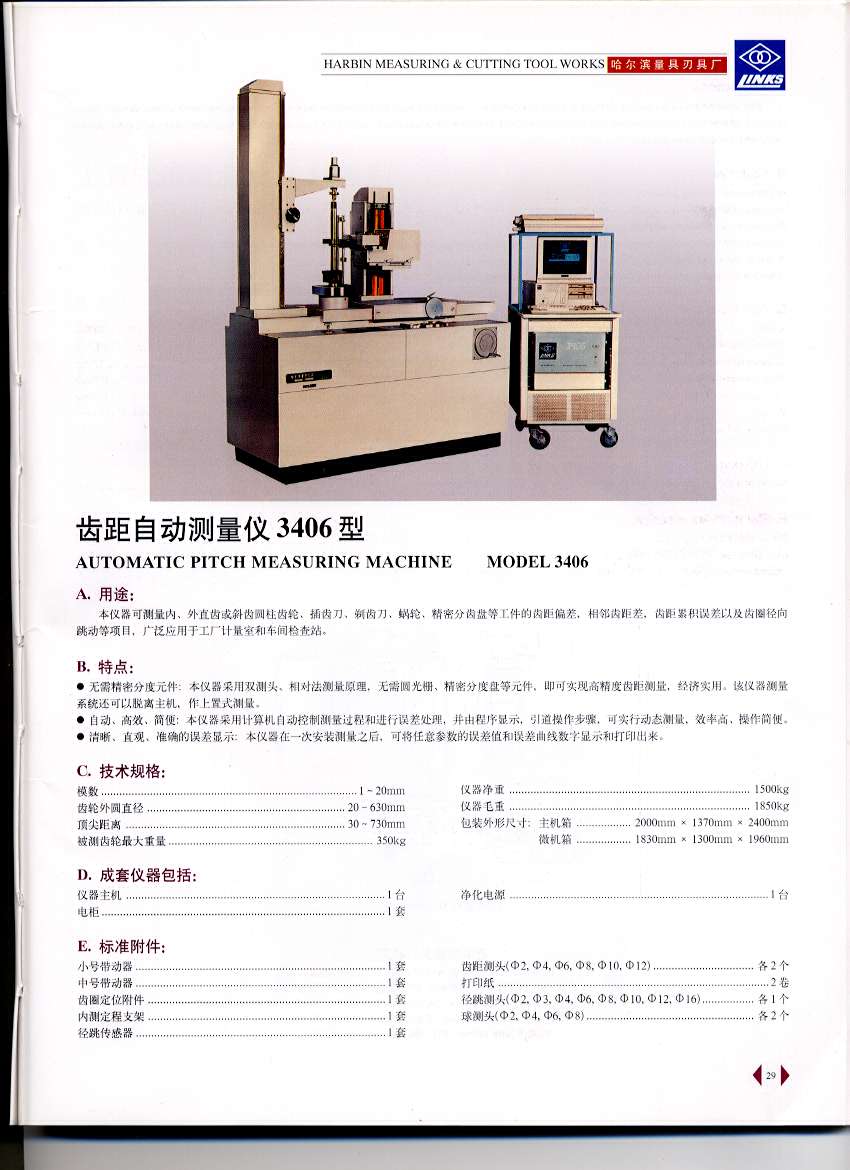 HARBIN MEASURING & CUTTING TOOL WORKS 哈尔滨量具刃具厂
LINKS
LINKS
3406
齿距自动测量仪 3406 型
AUTOMATIC PITCH MEASURING MACHINE MODEL 3406
A. 用途:
本仪器可测量内、外直齿或斜齿圆柱齿轮、插齿刀、剃齿刀、蜗轮、精密分齿盘等工件的齿距偏差，相邻齿距差，齿距累积误差以及齿圈径向
跳动等项目，广泛应用于工厂计量室和车间检查站。
B. 特点:
● 无需精密分度元件: 本仪器采用双测头、相对法测量原理，无需圆光栅、精密分度盘等元件，即可实现高精度齿距测量，经济实用。该仪器测量
系统还可以脱离主机，作上置式测量。
● 自动、高效、简便: 本仪器采用计算机自动控制测量过程和进行误差处理，并由程序显示，引道操作步骤，可实行动态测量，效率高、操作简便。
● 清晰、直观、准确的误差显示: 本仪器在一次安装测量之后，可将任意参数的误差值和误差曲线数字显示和打印出来。
C. 技术规格:
模数 1 ~ 20mm
齿轮外圆直径 20 ~ 630mm
顶尖距离 30 ~ 730mm
被测齿轮最大重量 350kg
仪器净重 1500kg
仪器毛重 1850kg
包装外形尺寸: 主机箱 2000mm × 1370mm × 2400mm
微机箱 1830mm × 1300mm × 1960mm
D. 成套仪器包括:
仪器主机 1 台
电柜 1 套
净化电源 1 台
E. 标准附件:
小号带动器 1 套
中号带动器 1 套
齿圈定位附件 1 套
内测定程支架 1 套
径跳传感器 1 套
齿距测头(Φ2, Φ4, Φ6, Φ8, Φ10, Φ12) 各 2 个
打印纸 2 卷
径跳测头(Φ2, Φ3, Φ4, Φ6, Φ8, Φ10, Φ12, Φ16) 各 1 个
球测头(Φ2, Φ4, Φ6, Φ8) 各 2 个
29